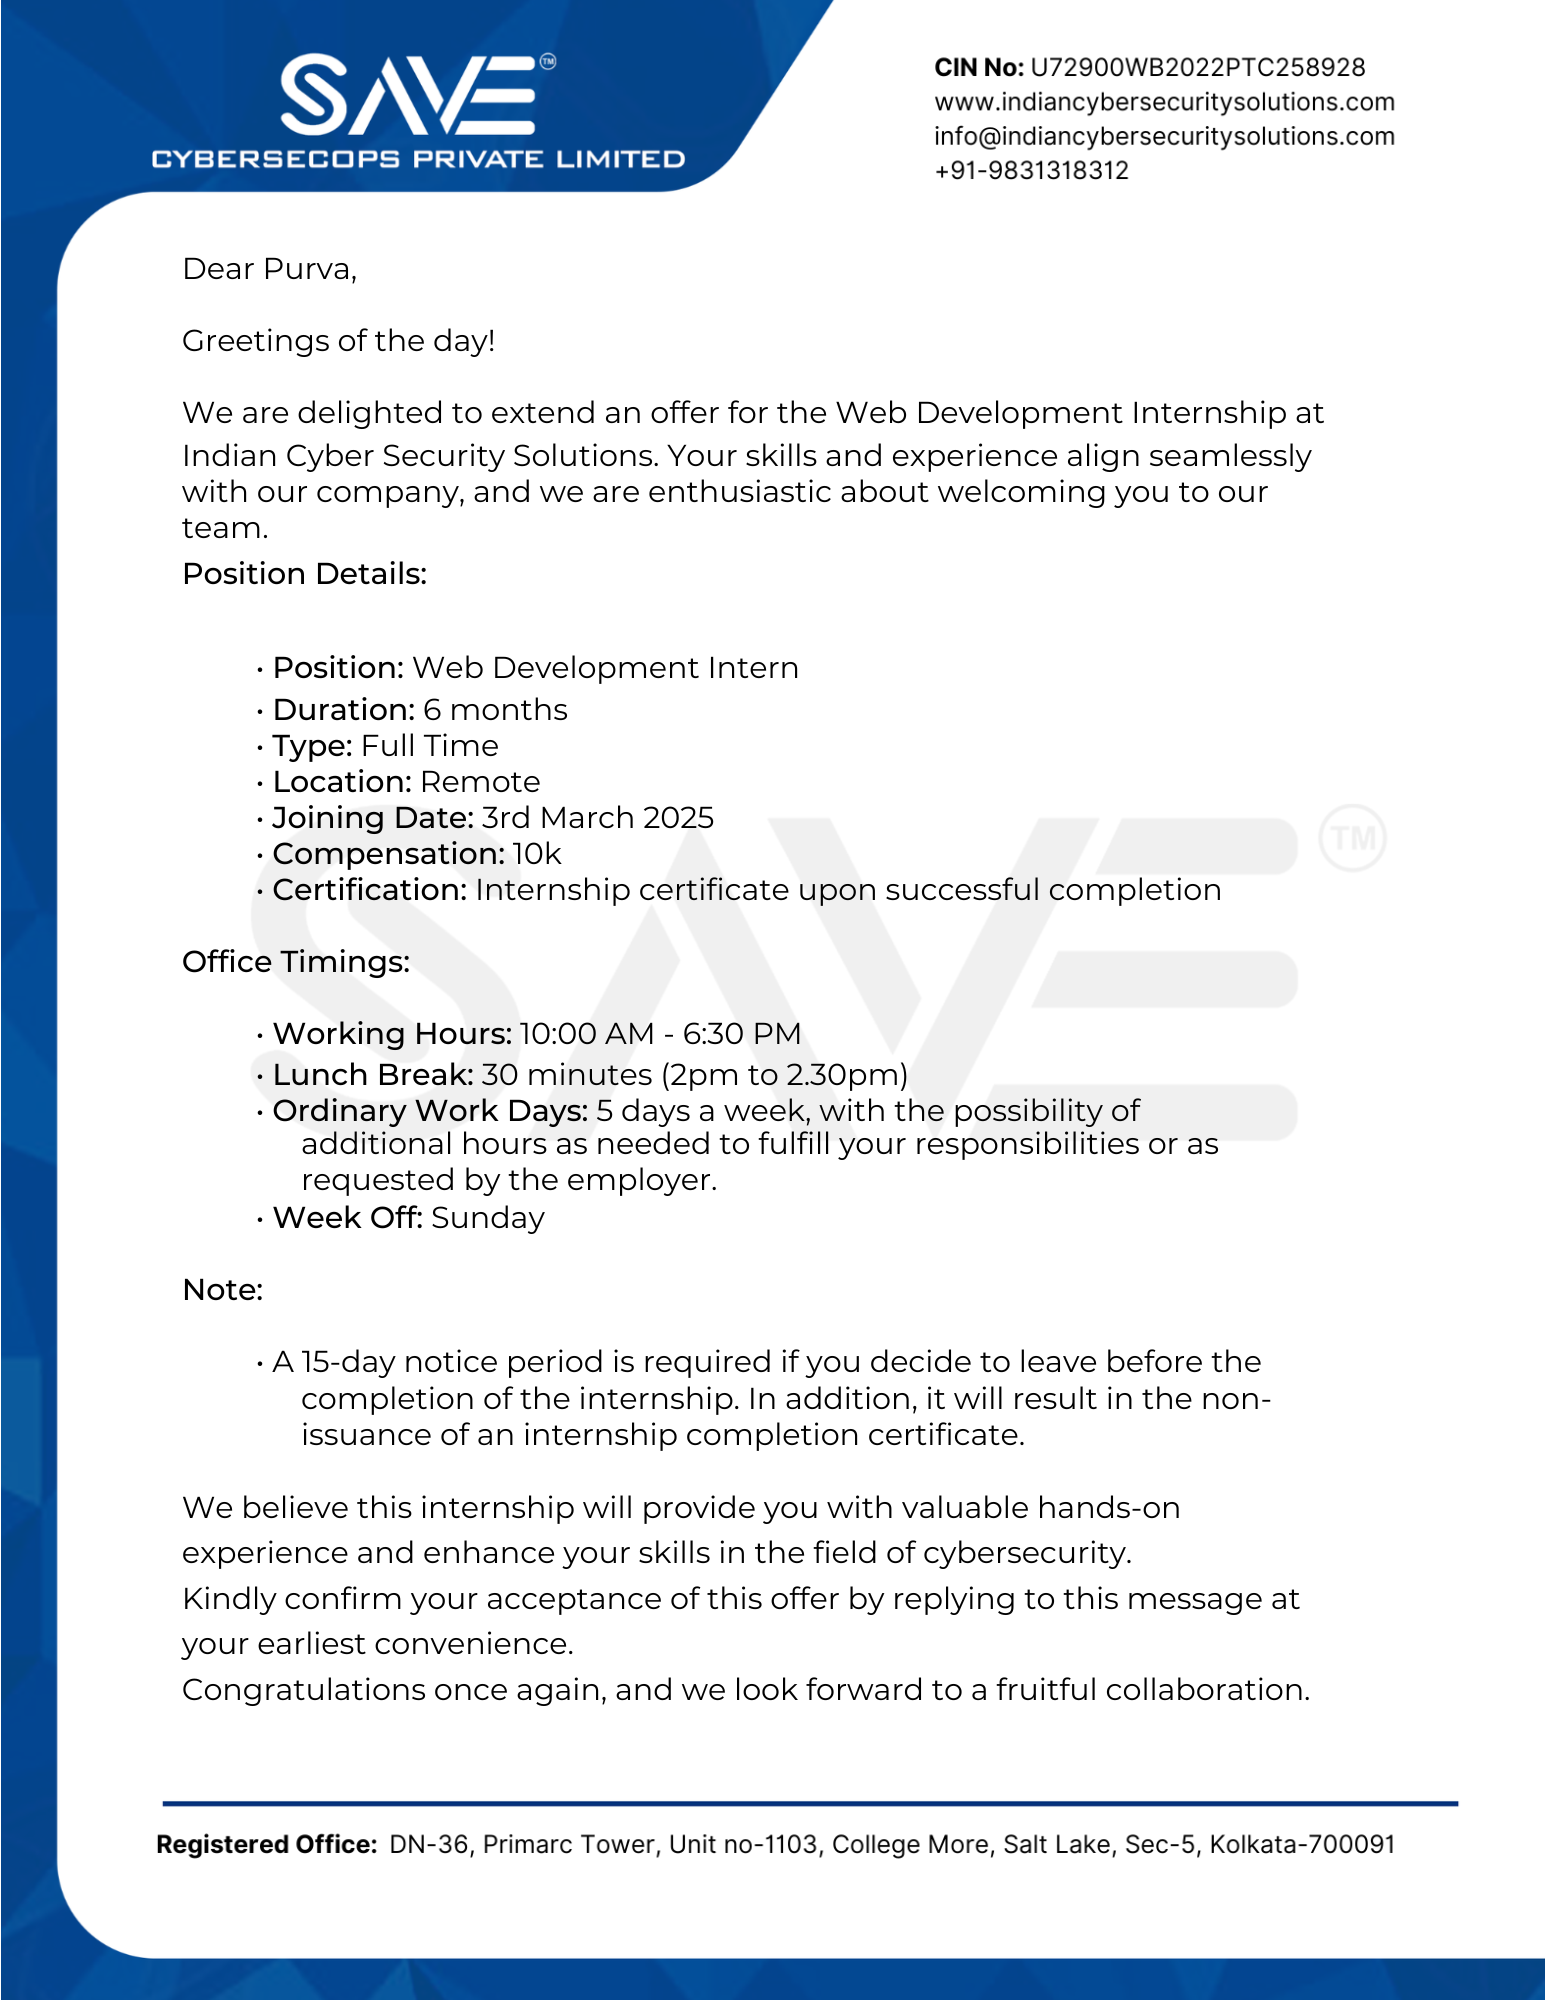 SAVE™
CYBERSECOPS PRIVATE LIMITED
CIN No: U72900WB2022PTC258928
www.indiancybersecuritysolutions.com
info@indiancybersecuritysolutions.com
+91-9831318312
Dear Purva,
Greetings of the day!
We are delighted to extend an offer for the Web Development Internship at
Indian Cyber Security Solutions. Your skills and experience align seamlessly
with our company, and we are enthusiastic about welcoming you to our
team.
Position Details:
• Position: Web Development Intern
• Duration: 6 months
• Type: Full Time
• Location: Remote
• Joining Date: 3rd March 2025
• Compensation: 10k
• Certification: Internship certificate upon successful completion
SAVE TM
Office Timings:
• Working Hours: 10:00 AM - 6:30 PM
• Lunch Break: 30 minutes (2pm to 2.30pm)
• Ordinary Work Days: 5 days a week, with the possibility of
additional hours as needed to fulfill your responsibilities or as
requested by the employer.
• Week Off: Sunday
Note:
• A 15-day notice period is required if you decide to leave before the
completion of the internship. In addition, it will result in the non-
issuance of an internship completion certificate.
We believe this internship will provide you with valuable hands-on
experience and enhance your skills in the field of cybersecurity.
Kindly confirm your acceptance of this offer by replying to this message at
your earliest convenience.
Congratulations once again, and we look forward to a fruitful collaboration.
Registered Office: DN-36, Primarc Tower, Unit no-1103, College More, Salt Lake, Sec-5, Kolkata-700091